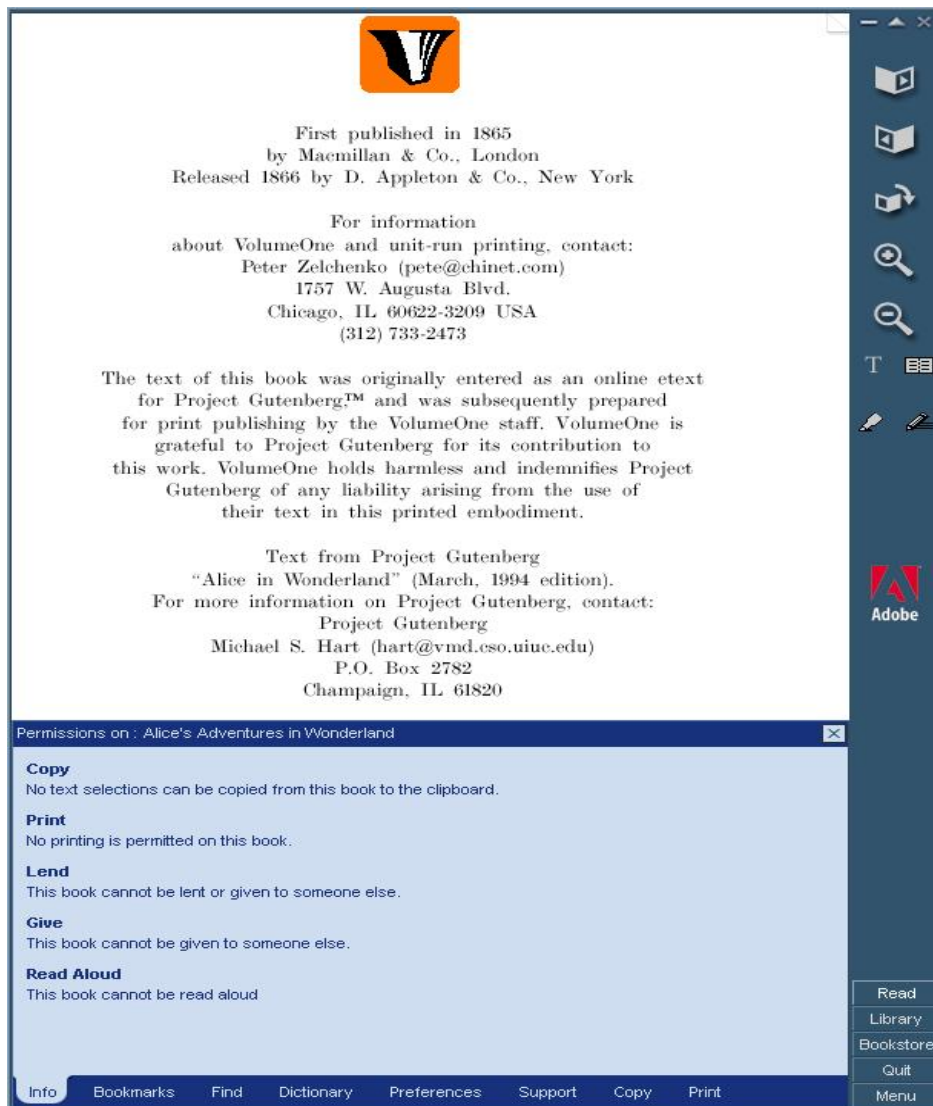 First published in 1865
by Macmillan & Co., London
Released 1866 by D. Appleton & Co., New York
For information
about VolumeOne and unit-run printing, contact:
Peter Zelchenko (pete@chinet.com)
1757 W. Augusta Blvd.
Chicago, IL 60622-3209 USA
(312) 733-2473
The text of this book was originally entered as an online etext
for Project Gutenberg,™ and was subsequently prepared
for print publishing by the VolumeOne staff. VolumeOne is
grateful to Project Gutenberg for its contribution to
this work. VolumeOne holds harmless and indemnifies Project
Gutenberg of any liability arising from the use of
their text in this printed embodiment.
Text from Project Gutenberg
“Alice in Wonderland” (March, 1994 edition).
For more information on Project Gutenberg, contact:
Project Gutenberg
Michael S. Hart (hart@vmd.cso.uiuc.edu)
P.O. Box 2782
Champaign, IL 61820
T
Adobe
Permissions on : Alice's Adventures in Wonderland
Copy
No text selections can be copied from this book to the clipboard.
Print
No printing is permitted on this book.
Lend
This book cannot be lent or given to someone else.
Give
This book cannot be given to someone else.
Read Aloud
This book cannot be read aloud
Read
Library
Bookstore
Quit
Menu
Info Bookmarks Find Dictionary Preferences Support Copy Print